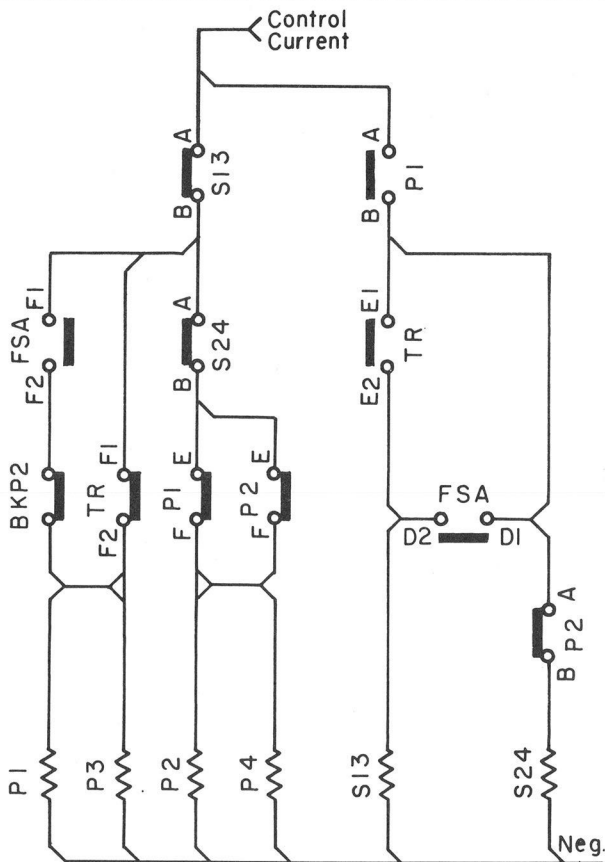 Control
Current
A
S13
B
A
P1
B
F1
FSA
F2
A
S24
B
E1
TR
E2
BKP2
F1
TR
F2
E
P1
F
E
P2
F
FSA
D2
D1
A
P2
B
P1
P3
P2
P4
S13
S24
Neg.